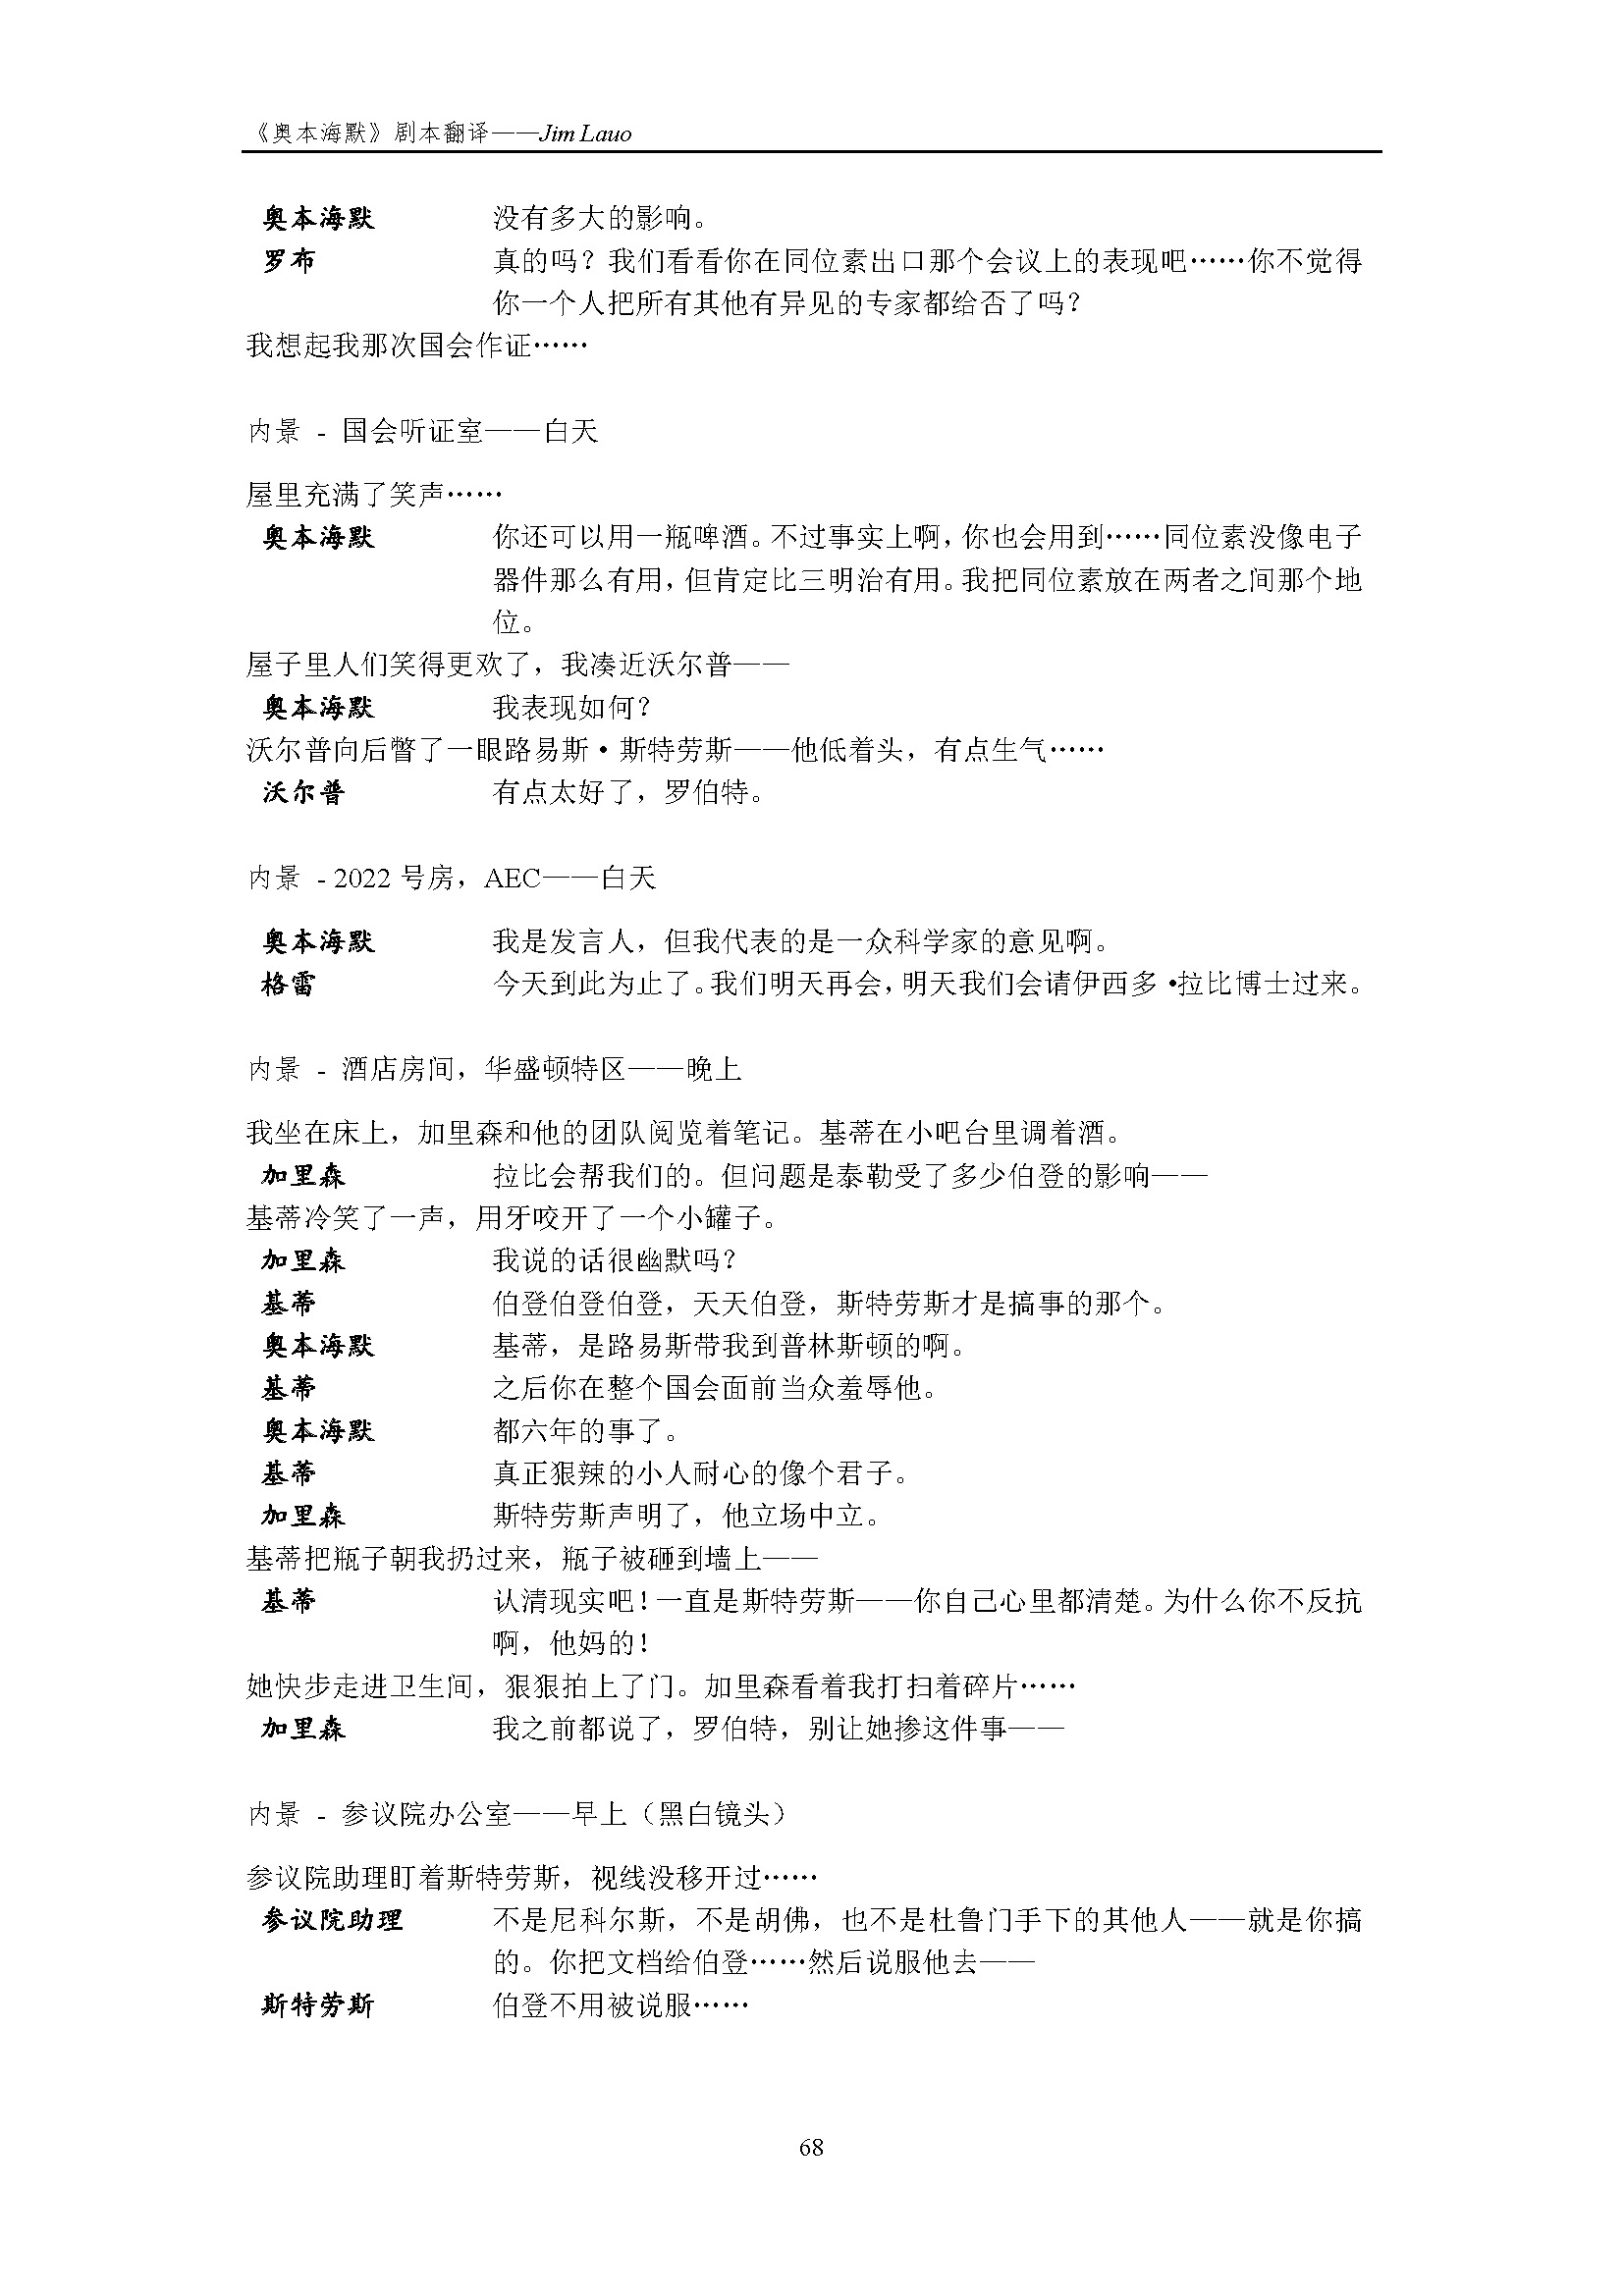 《奥本海默》剧本翻译——Jim Lauo
奥本海默 没有多大的影响。
罗布 真的吗？我们看看你在同位素出口那个会议上的表现吧……你不觉得
你一个人把所有其他有异见的专家都给否了吗？
我想起我那次国会作证……
内景 - 国会听证室——白天
屋里充满了笑声……
奥本海默 你还可以用一瓶啤酒。不过事实上啊，你也会用到……同位素没像电子
器件那么有用，但肯定比三明治有用。我把同位素放在两者之间那个地
位。
屋子里人们笑得更欢了，我凑近沃尔普——
奥本海默 我表现如何？
沃尔普向后瞥了一眼路易斯·斯特劳斯——他低着头，有点生气……
沃尔普 有点太好了，罗伯特。
内景 - 2022 号房，AEC——白天
奥本海默 我是发言人，但我代表的是一众科学家的意见啊。
格雷 今天到此为止了。我们明天再会，明天我们会请伊西多·拉比博士过来。
内景 - 酒店房间，华盛顿特区——晚上
我坐在床上，加里森和他的团队阅览着笔记。基蒂在小吧台里调着酒。
加里森 拉比会帮我们的。但问题是泰勒受了多少伯登的影响——
基蒂冷笑了一声，用牙咬开了一个小罐子。
加里森 我说的话很幽默吗？
基蒂 伯登伯登伯登，天天伯登，斯特劳斯才是搞事的那个。
奥本海默 基蒂，是路易斯带我到普林斯顿的啊。
基蒂 之后你在整个国会面前当众羞辱他。
奥本海默 都六年的事了。
基蒂 真正狠辣的小人耐心的像个君子。
加里森 斯特劳斯声明了，他立场中立。
基蒂把瓶子朝我扔过来，瓶子被砸到墙上——
基蒂 认清现实吧！一直是斯特劳斯——你自己心里都清楚。为什么你不反抗
啊，他妈的！
她快步走进卫生间，狠狠拍上了门。加里森看着我打扫着碎片……
加里森 我之前都说了，罗伯特，别让她掺这件事——
内景 - 参议院办公室——早上（黑白镜头）
参议院助理盯着斯特劳斯，视线没移开过……
参议院助理 不是尼科尔斯，不是胡佛，也不是杜鲁门手下的其他人——就是你搞
的。你把文档给伯登……然后说服他去——
斯特劳斯 伯登不用被说服……
68